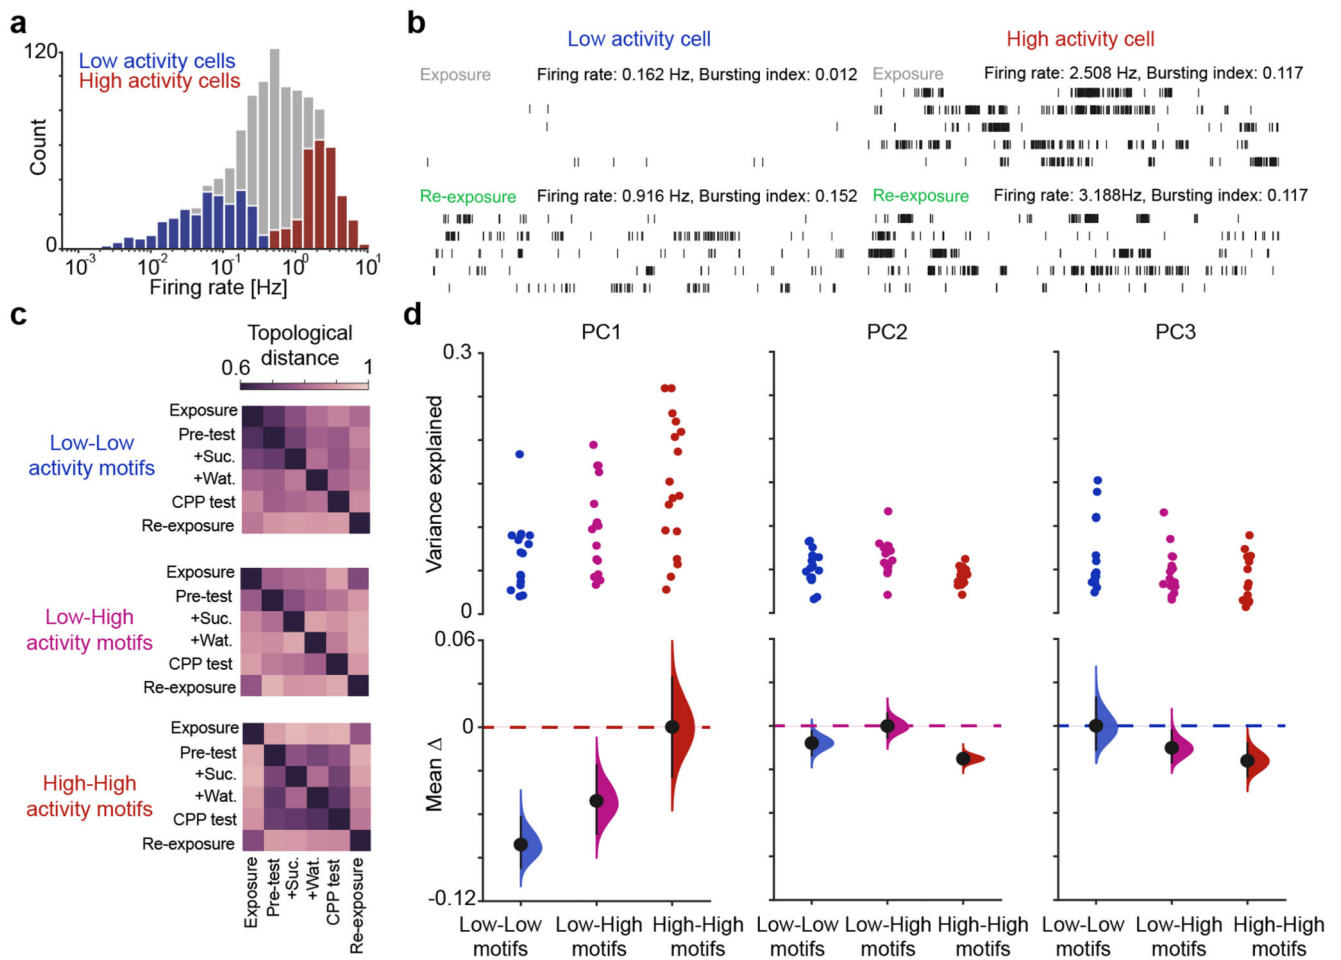 a
120
Low activity cells
High activity cells
Count
0
10-3
10-2
10-1
100
101
Firing rate [Hz]
b
Low activity cell
High activity cell
Exposure
Firing rate: 0.162 Hz, Bursting index: 0.012
Exposure
Firing rate: 2.508 Hz, Bursting index: 0.117
Re-exposure
Firing rate: 0.916 Hz, Bursting index: 0.152
Re-exposure
Firing rate: 3.188Hz, Bursting index: 0.117
c
Topological
distance
0.6
1
Low-Low
activity motifs
Exposure
Pre-test
+Suc.
+Wat.
CPP test
Re-exposure
Low-High
activity motifs
Exposure
Pre-test
+Suc.
+Wat.
CPP test
Re-exposure
High-High
activity motifs
Exposure
Pre-test
+Suc.
+Wat.
CPP test
Re-exposure
Exposure
Pre-test
+Suc.
+Wat.
CPP test
Re-exposure
d
PC1
PC2
PC3
0.3
Variance explained
0
0.06
0
Mean Δ
-0.12
Low-Low
motifs
Low-High
motifs
High-High
motifs
Low-Low
motifs
Low-High
motifs
High-High
motifs
Low-Low
motifs
Low-High
motifs
High-High
motifs